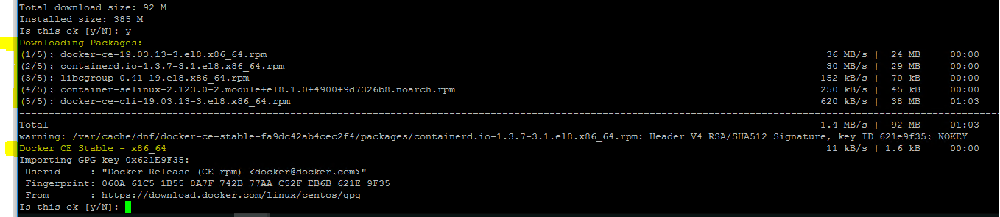 Total download size: 92 M
Installed size: 385 M
Is this ok [y/N]: y
Downloading Packages:
(1/5): docker-ce-19.03.13-3.el8.x86_64.rpm 36 MB/s | 24 MB 00:00
(2/5): containerd.io-1.3.7-3.1.el8.x86_64.rpm 30 MB/s | 29 MB 00:00
(3/5): libcgroup-0.41-19.el8.x86_64.rpm 152 kB/s | 70 kB 00:00
(4/5): container-selinux-2.123.0-2.module+el8.1.0+4900+9d7326b8.noarch.rpm 250 kB/s | 45 kB 00:00
(5/5): docker-ce-cli-19.03.13-3.el8.x86_64.rpm 620 kB/s | 38 MB 01:03
--------------------------------------------------------------------------------
Total 1.4 MB/s | 92 MB 01:03
warning: /var/cache/dnf/docker-ce-stable-fa9dc42ab4cec2f4/packages/containerd.io-1.3.7-3.1.el8.x86_64.rpm: Header V4 RSA/SHA512 Signature, key ID 621e9f35: NOKEY
Docker CE Stable - x86_64 11 kB/s | 1.6 kB 00:00
Importing GPG key 0x621E9F35:
Userid : "Docker Release (CE rpm) <docker@docker.com>"
Fingerprint: 060A 61C5 1B55 8A7F 742B 77AA C52F EB6B 621E 9F35
From : https://download.docker.com/linux/centos/gpg
Is this ok [y/N]: